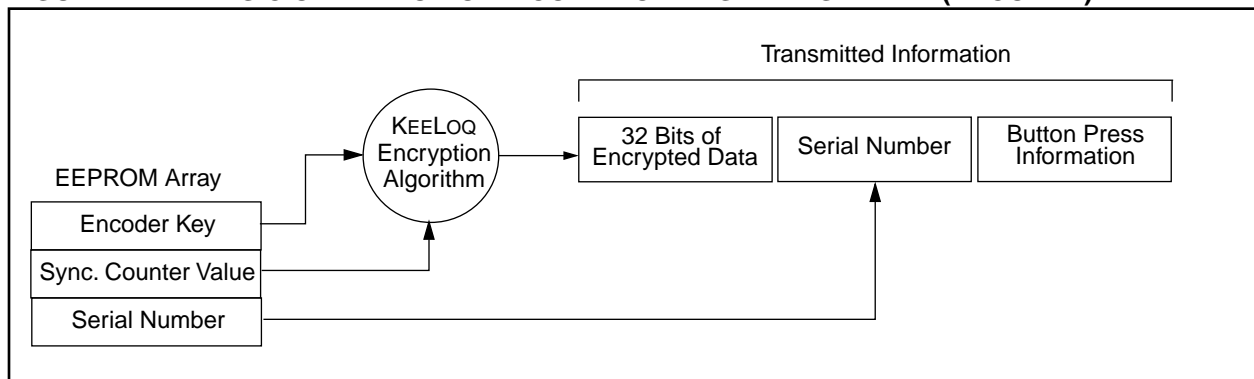 Transmitted Information
KEELOQ
Encryption
Algorithm
32 Bits of
Encrypted Data
Serial Number
Button Press
Information
EEPROM Array
Encoder Key
Sync. Counter Value
Serial Number